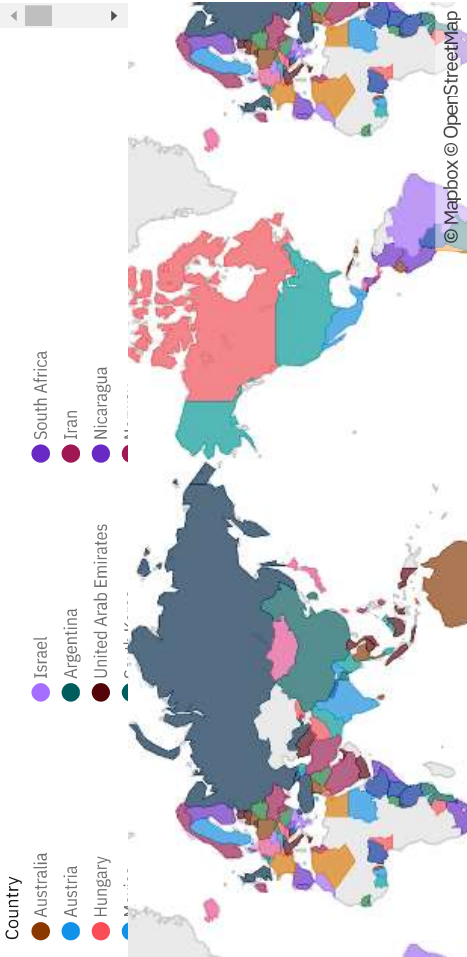 Country
Australia
Israel
South Africa
Austria
Argentina
Iran
Hungary
United Arab Emirates
Nicaragua
© Mapbox © OpenStreetMap